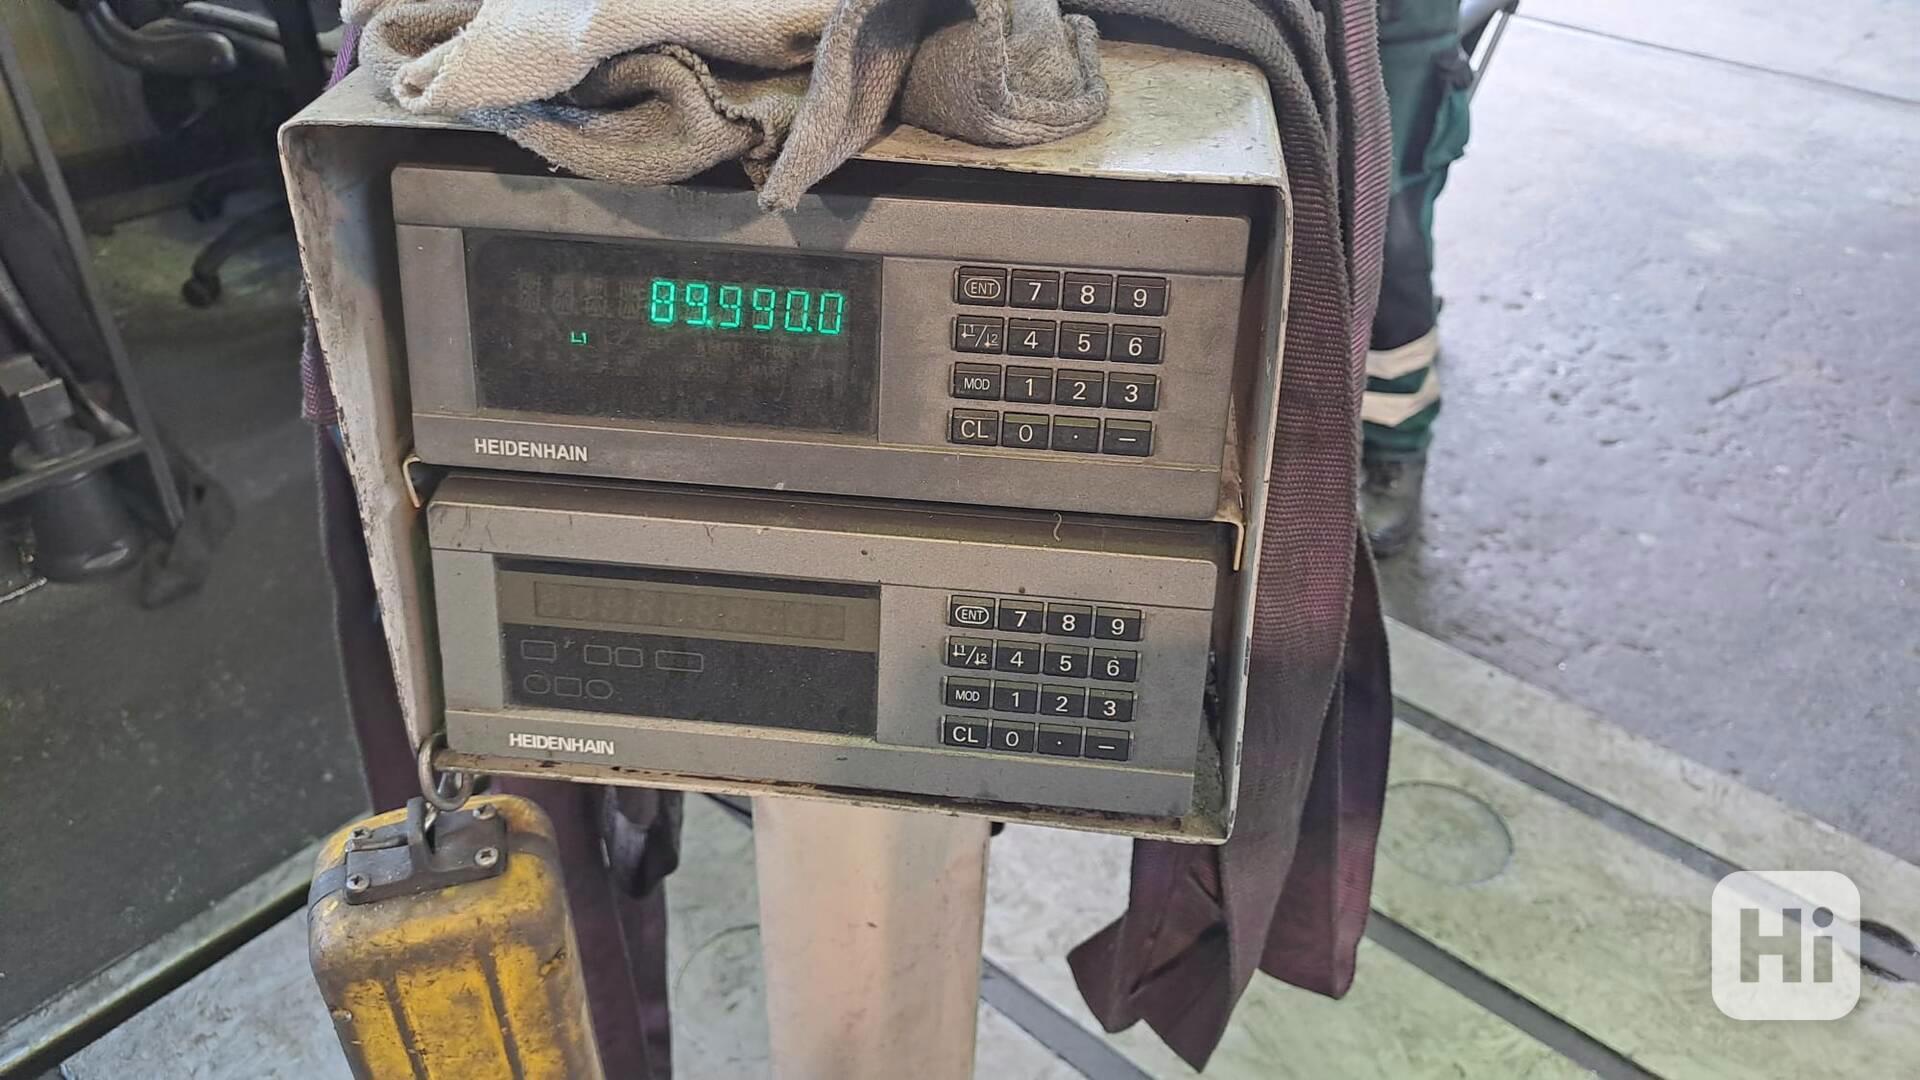 89.990.0
ENT 7 8 9
4 5 6
MOD 1 2 3
CL 0 . —
HEIDENHAIN
ENT 7 8 9
4 5 6
MOD 1 2 3
CL 0 . —
HEIDENHAIN
Hi